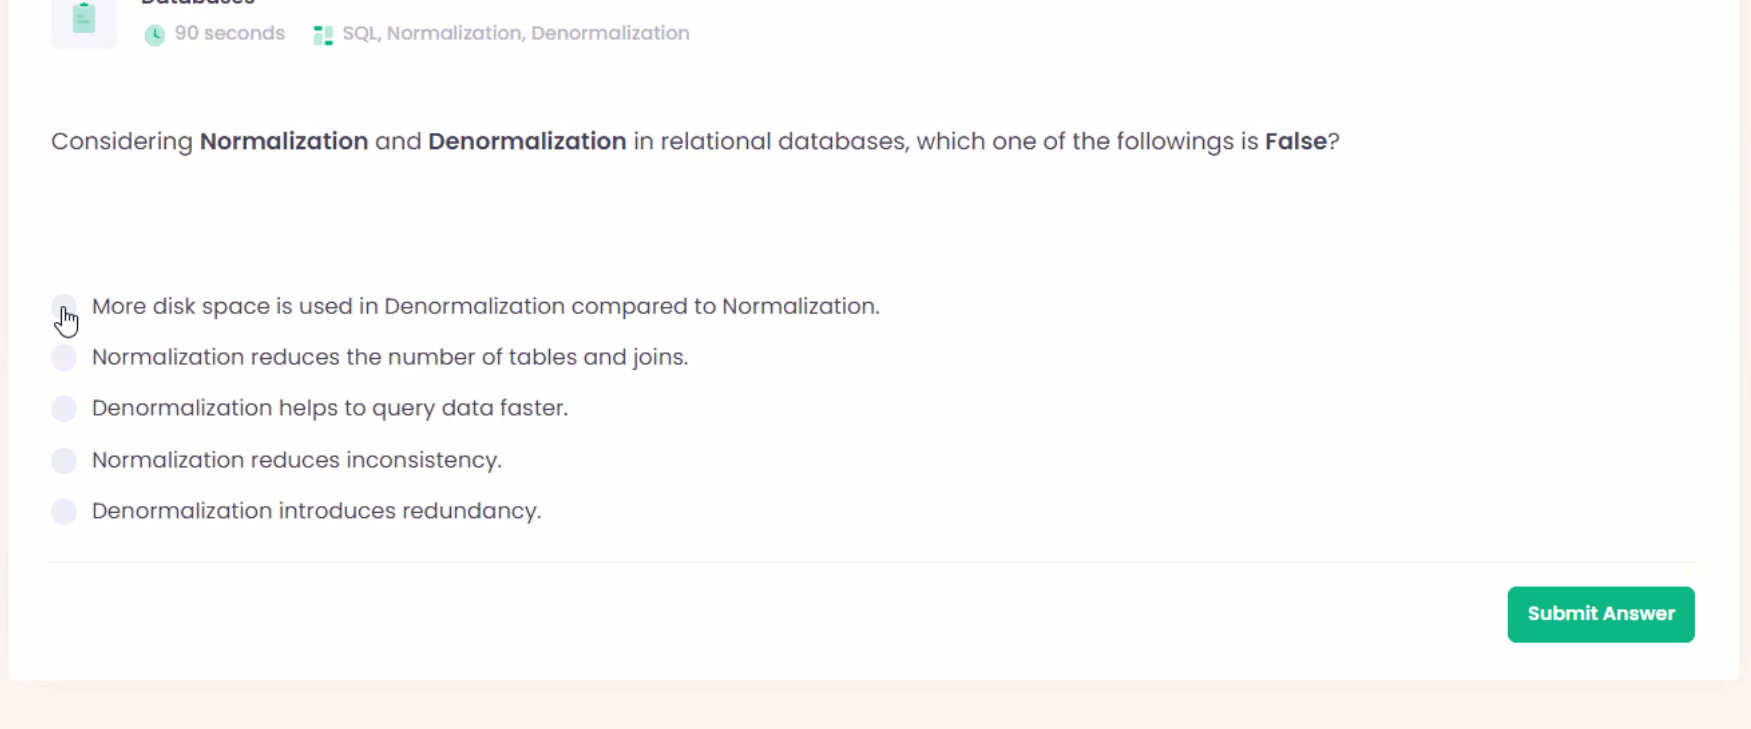 Databases
90 seconds SQL, Normalization, Denormalization
Considering Normalization and Denormalization in relational databases, which one of the followings is False?
More disk space is used in Denormalization compared to Normalization.
Normalization reduces the number of tables and joins.
Denormalization helps to query data faster.
Normalization reduces inconsistency.
Denormalization introduces redundancy.
Submit Answer